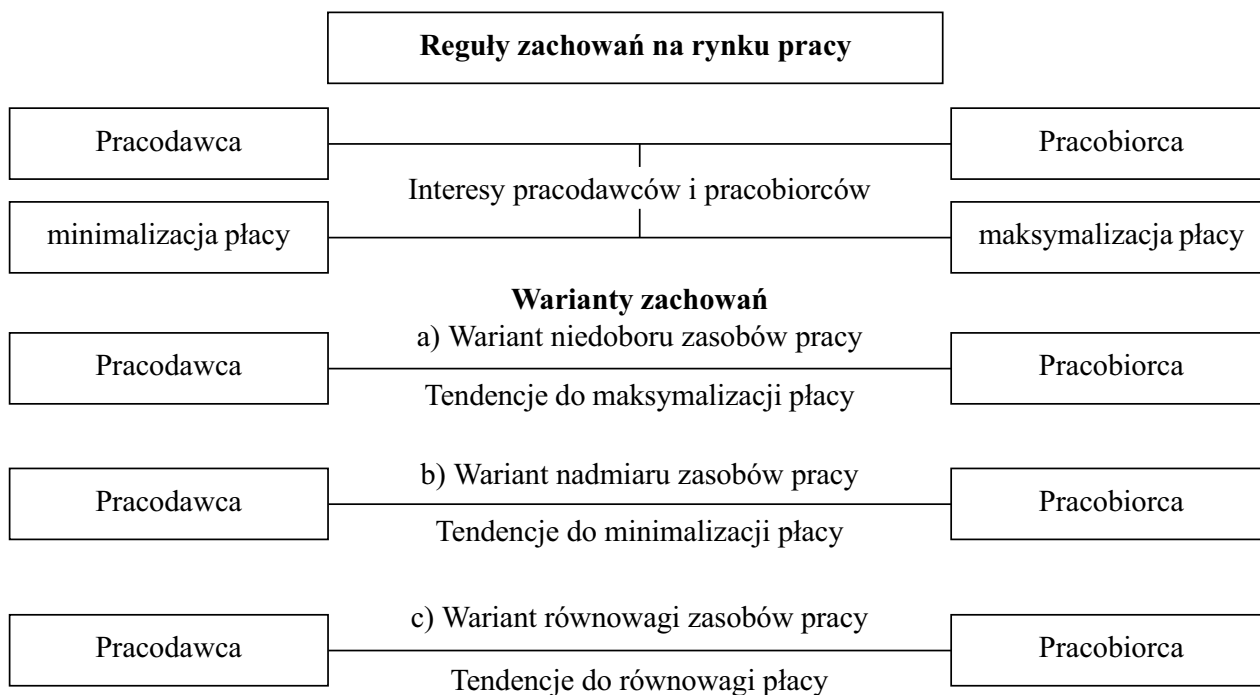 Reguły zachowań na rynku pracy
Pracodawca
Pracobiorca
Interesy pracodawców i pracobiorców
minimalizacja płacy
maksymalizacja płacy
Warianty zachowań
a) Wariant niedoboru zasobów pracy
Pracodawca
Pracobiorca
Tendencje do maksymalizacji płacy
b) Wariant nadmiaru zasobów pracy
Pracodawca
Pracobiorca
Tendencje do minimalizacji płacy
c) Wariant równowagi zasobów pracy
Pracodawca
Pracobiorca
Tendencje do równowagi płacy